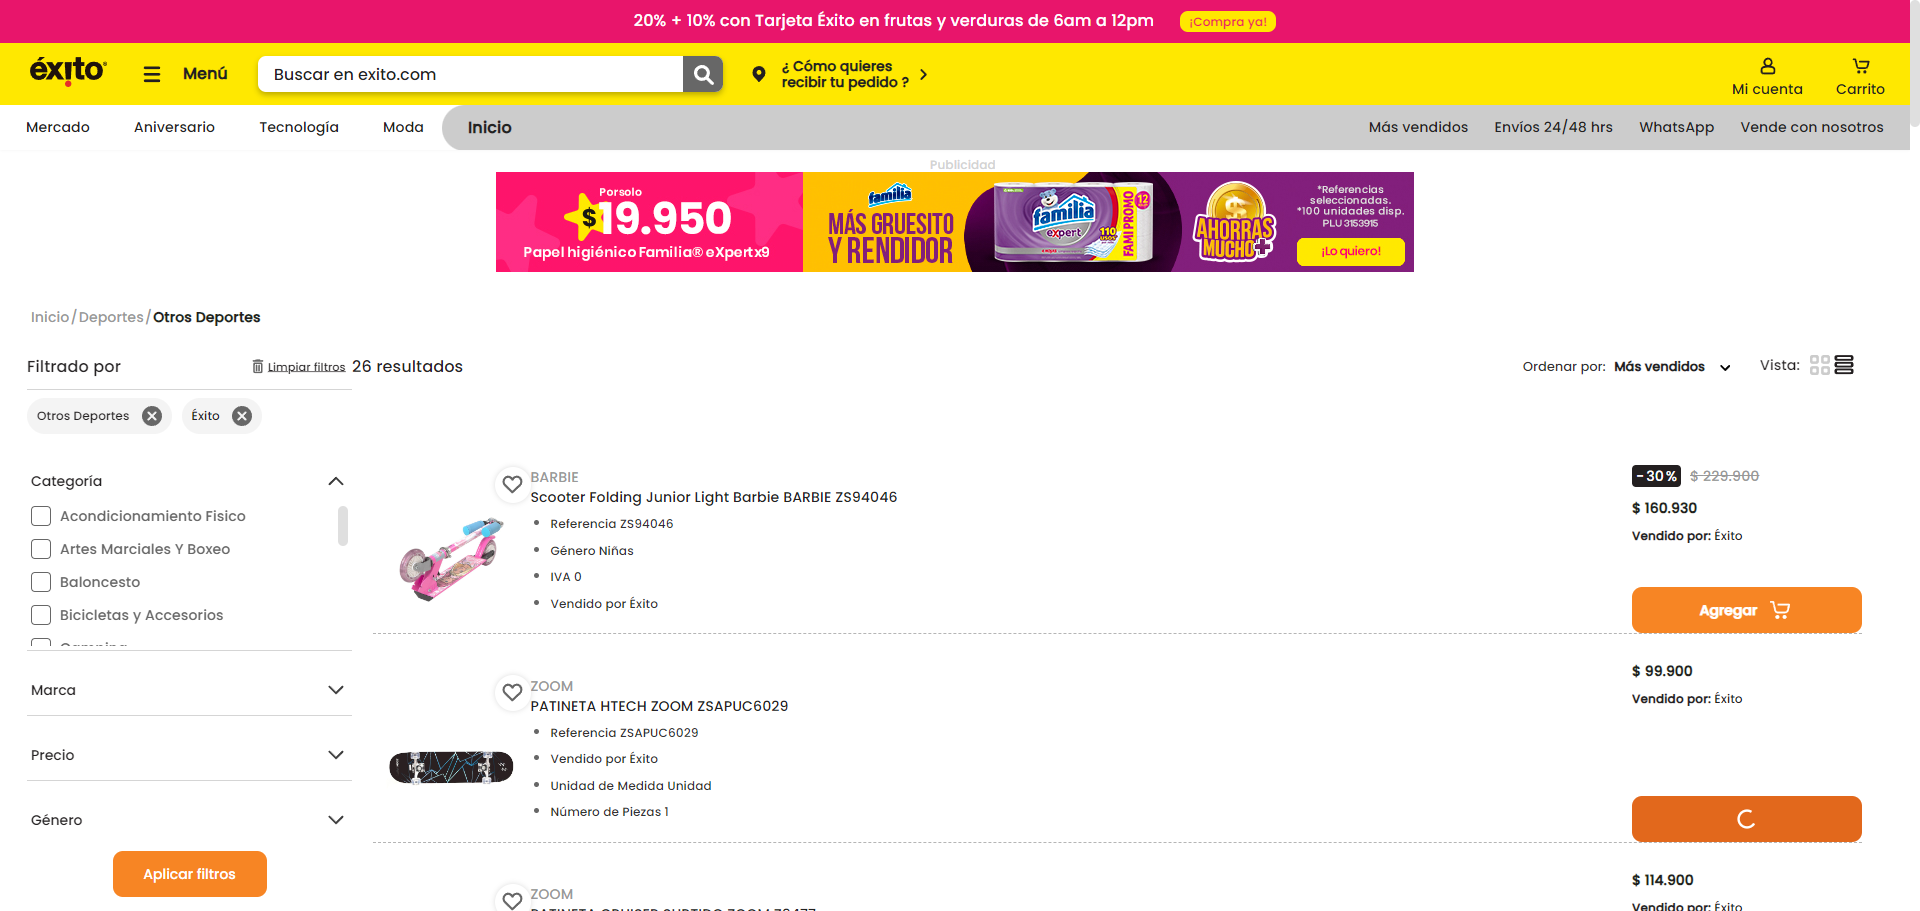 20% + 10% con Tarjeta Éxito en frutas y verduras de 6am a 12pm
¡Compra ya!
éxito
Menú
Buscar en exito.com
¿ Cómo quieres
recibir tu pedido ?
Mi cuenta
Carrito
Mercado
Aniversario
Tecnología
Moda
Inicio
Más vendidos
Envíos 24/48 hrs
WhatsApp
Vende con nosotros
Publicidad
Porsolo
$19.950
Papel higiénico Familia® eXpertx9
familia
MÁS GRUESITO
Y RENDIDOR
familia
expert
110
FAMIPROMO
12
AHORRAS
MUCHO+
*Referencias
seleccionadas.
*100 unidades disp.
PLU 3153915
¡Lo quiero!
Inicio/Deportes/Otros Deportes
Filtrado por
Limpiar filtros
26 resultados
Ordenar por: Más vendidos
Vista:
Otros Deportes
Éxito
Categoría
Acondicionamiento Fisico
Artes Marciales Y Boxeo
Baloncesto
Bicicletas y Accesorios
Marca
Precio
Género
Aplicar filtros
BARBIE
Scooter Folding Junior Light Barbie BARBIE ZS94046
Referencia ZS94046
Género Niñas
IVA 0
Vendido por Éxito
-30%
$ 229.900
$ 160.930
Vendido por: Éxito
Agregar
ZOOM
PATINETA HTECH ZOOM ZSAPUC6029
Referencia ZSAPUC6029
Vendido por Éxito
Unidad de Medida Unidad
Número de Piezas 1
$ 99.900
Vendido por: Éxito
ZOOM
PATINETA CRUISER SURTIDO ZOOM
$ 114.900
Vendido por: Éxito